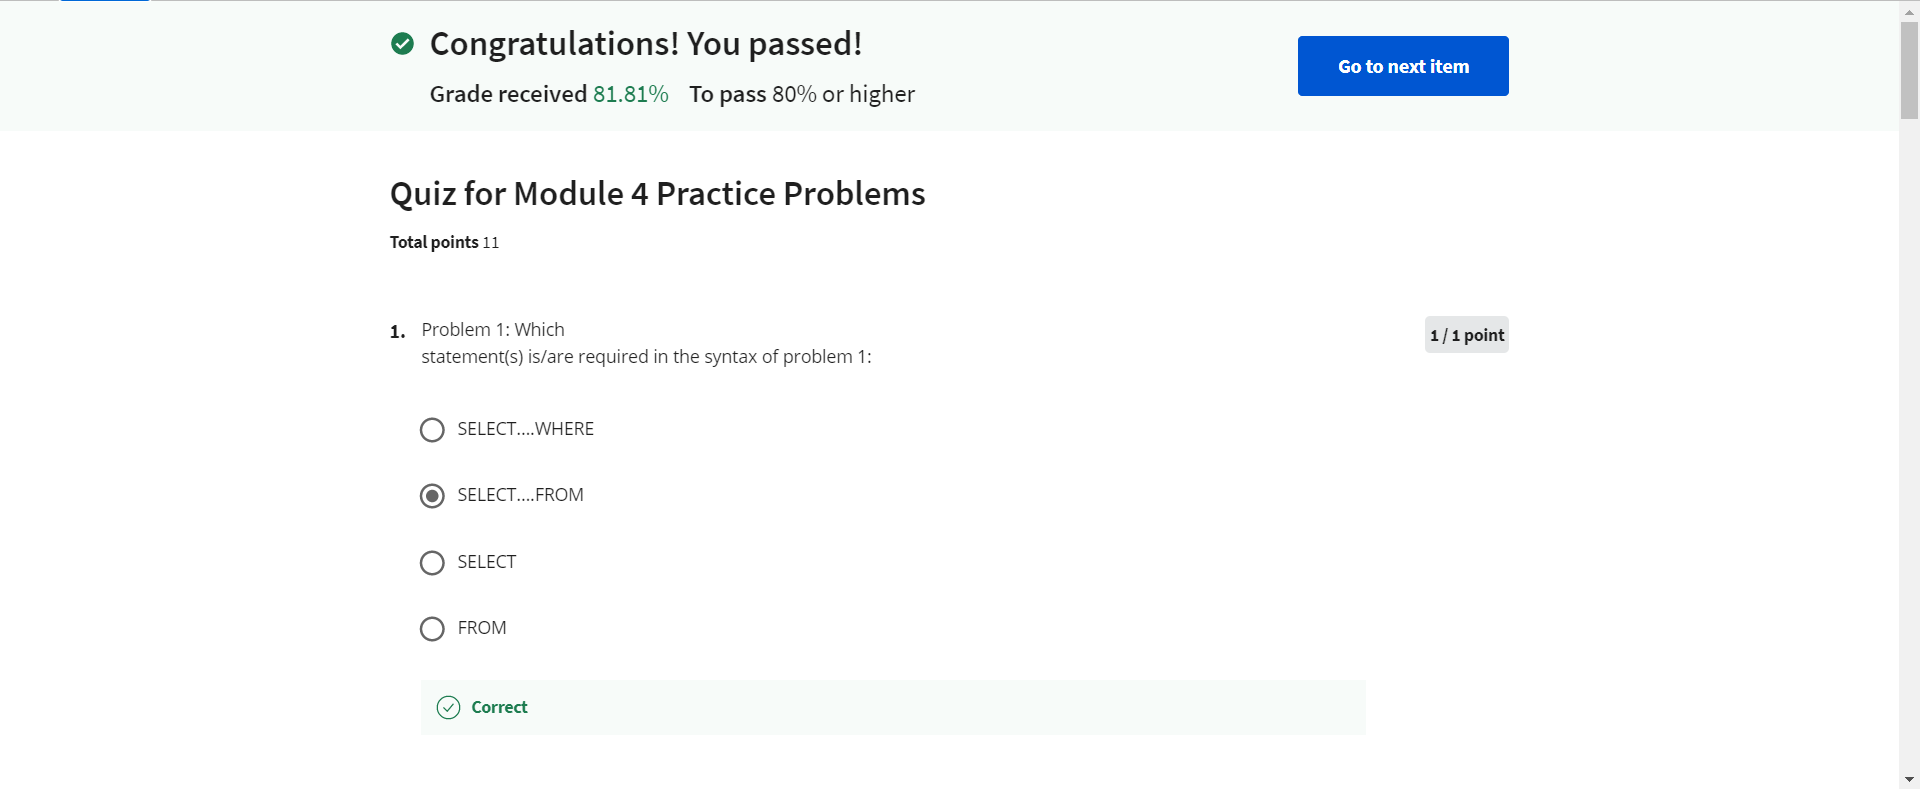 Congratulations! You passed!
Go to next item
Grade received 81.81% To pass 80% or higher
Quiz for Module 4 Practice Problems
Total points 11
1. Problem 1: Which
1 / 1 point
statement(s) is/are required in the syntax of problem 1:
SELECT....WHERE
SELECT....FROM
SELECT
FROM
Correct